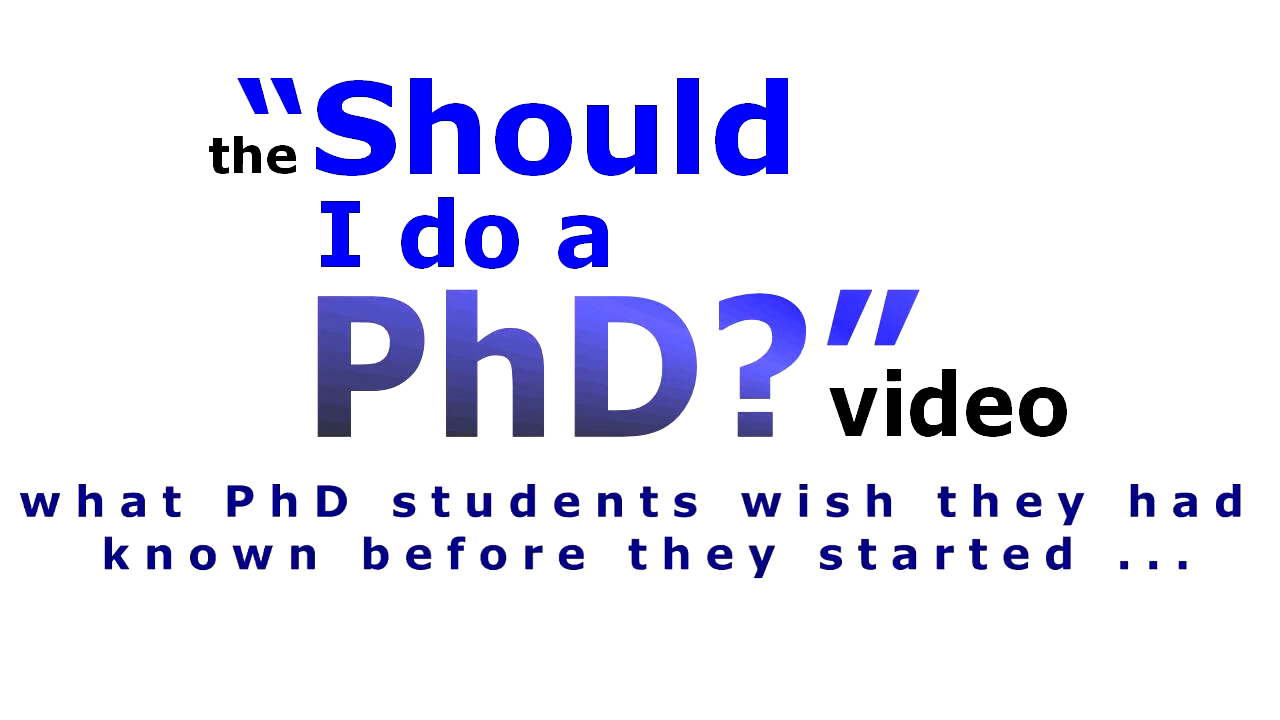 the “Should
I do a
PhD?” video
what PhD students wish they had
known before they started ...